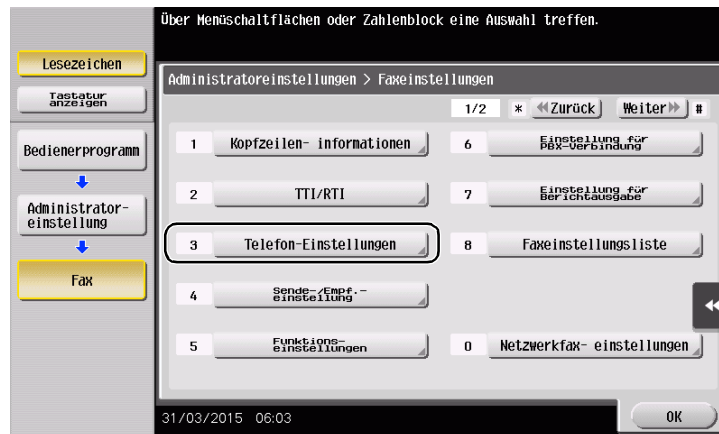 Über Menüschaltflächen oder Zahlenblock eine Auswahl treffen.
Lesezeichen
Tastatur
anzeigen
Bedienerprogramm
Administrator-
einstellung
Fax
Administratoreinstellungen > Faxeinstellungen
1/2 * Zurück Weiter #
1 Kopfzeilen- informationen
6 Einstellung für
PBX-Verbindung
2 TTI/RTI
7 Einstellung für
Berichtausgabe
3 Telefon-Einstellungen
8 Faxeinstellungsliste
4 Sende-/Empf.-
einstellung
5 Funktions-
einstellungen
0 Netzwerkfax- einstellungen
31/03/2015 06:03
OK